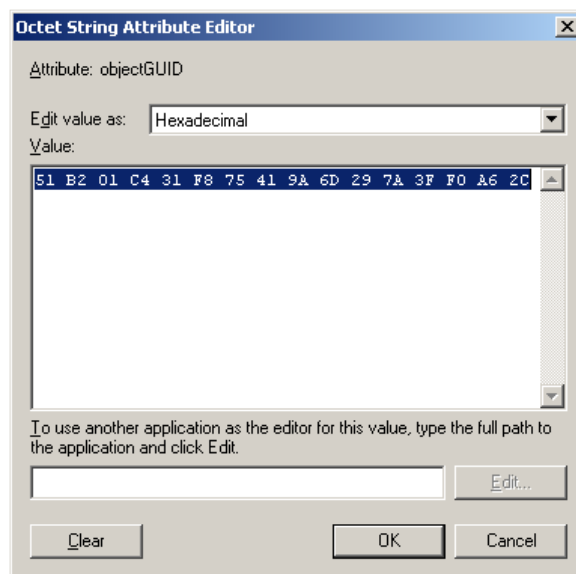 Octet String Attribute Editor
Attribute: objectGUID
Edit value as: Hexadecimal
Value:
51 B2 01 C4 31 F8 75 41 9A 6D 29 7A 3F F0 A6 2C
To use another application as the editor for this value, type the full path to
the application and click Edit.
Edit...
Clear OK Cancel